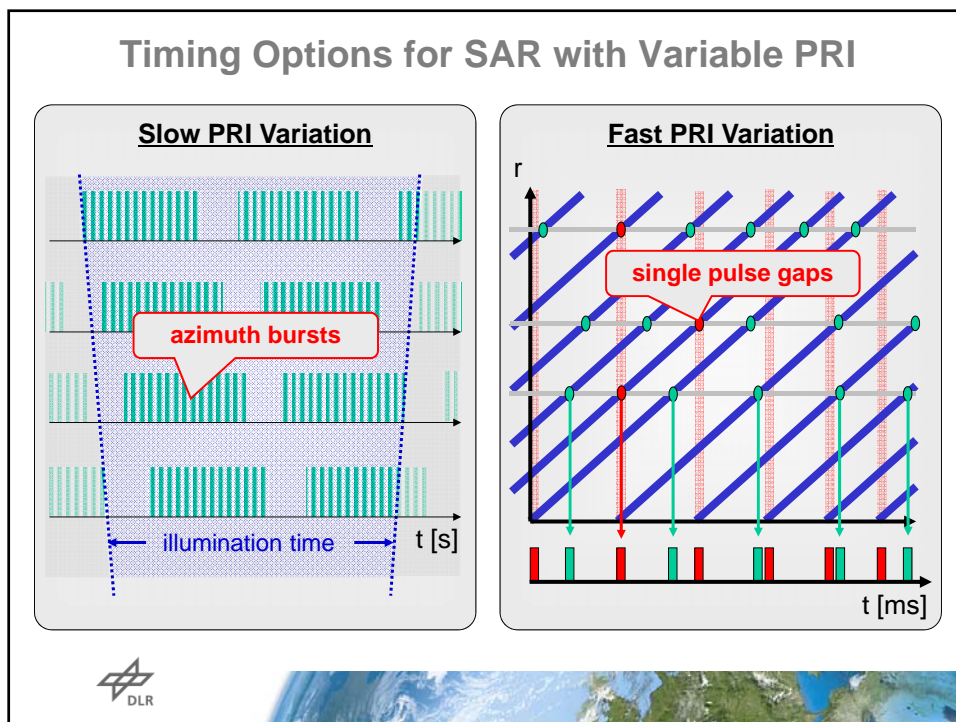 Timing Options for SAR with Variable PRI
Slow PRI Variation
azimuth bursts
illumination time
t [s]
Fast PRI Variation
r
single pulse gaps
t [ms]
DLR